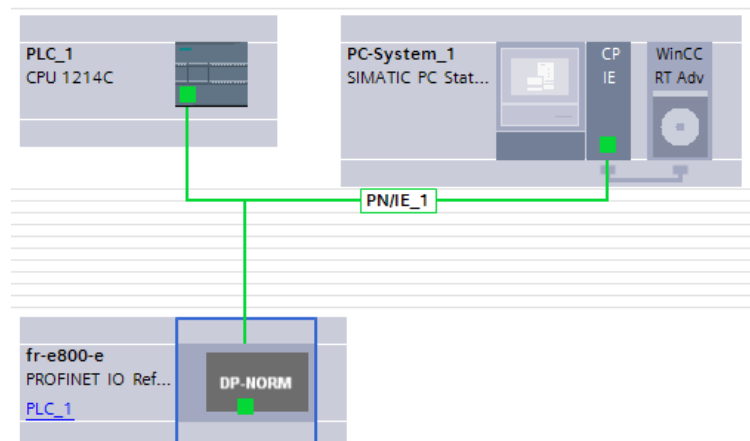 PLC_1
CPU 1214C
PC-System_1
SIMATIC PC Stat...
CP
IE
WinCC
RT Adv
PN/IE_1
fr-e800-e
PROFINET IO Ref...
PLC_1
DP-NORM